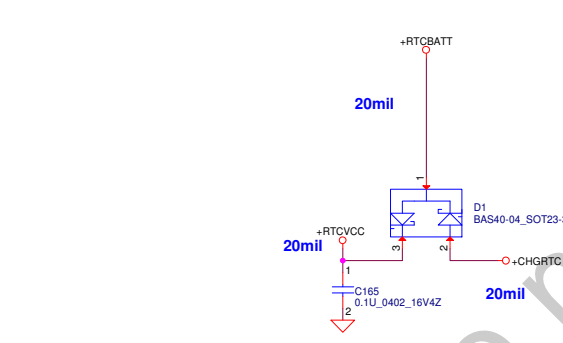 +RTCBATT
20mil
1
D1
BAS40-04_SOT23-
+RTCVCC
20mil
3
2
+CHGRTC
1
C165
0.1U_0402_16V4Z
20mil
2